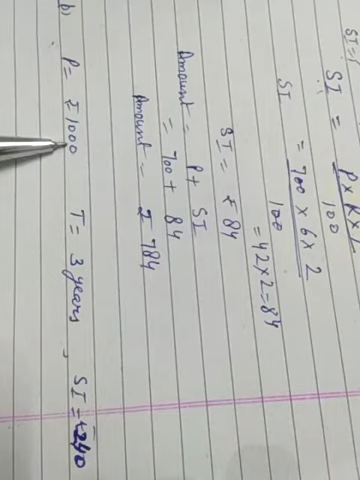 SI =
SI = P × R × T
100
SI = 700 × 6 × 2
100
= 42×2=84
SI = ₹ 84
Amount = P + SI
= 700 + 84
Amount = ₹ 784
b) P = ₹ 1000 T = 3 years SI = 240